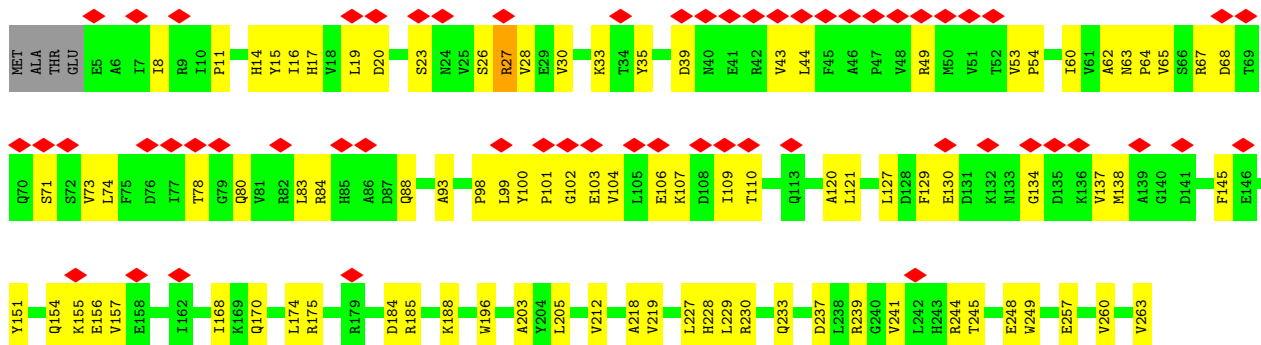 MET ALA THR GLU E5 A6 I7 I8 R9 I10 P11 H14 Y15 I16 H17 V18 L19 D20 S23 N24 V25 S26 R27 V28 E29 V30 K33 T34 Y35 D39 N40 E41 R42 V43 L44 F45 A46 P47 V48 R49 M50 V51 T52 V53 P54 I60 V61 A62 N63 P64 V65 S66 R67 D68 T69
Q70 S71 S72 V73 L74 F75 D76 I77 T78 G79 Q80 V81 R82 L83 R84 H85 A86 D87 Q88 A93 P98 L99 Y100 P101 G102 E103 V104 L105 E106 K107 D108 I109 T110 Q113 A120 L121 L127 D128 F129 E130 D131 K132 N133 G134 D135 K136 V137 M138 A139 G140 D141 F145 E146
Y151 Q154 K155 E156 V157 E158 I162 I168 K169 Q170 L174 R175 R179 D184 R185 K188 W196 A203 Y204 L205 V212 A218 V219 L227 H228 L229 R230 Q233 D237 L238 R239 G240 V241 L242 H243 R244 T245 E248 W249 E257 V260 V263